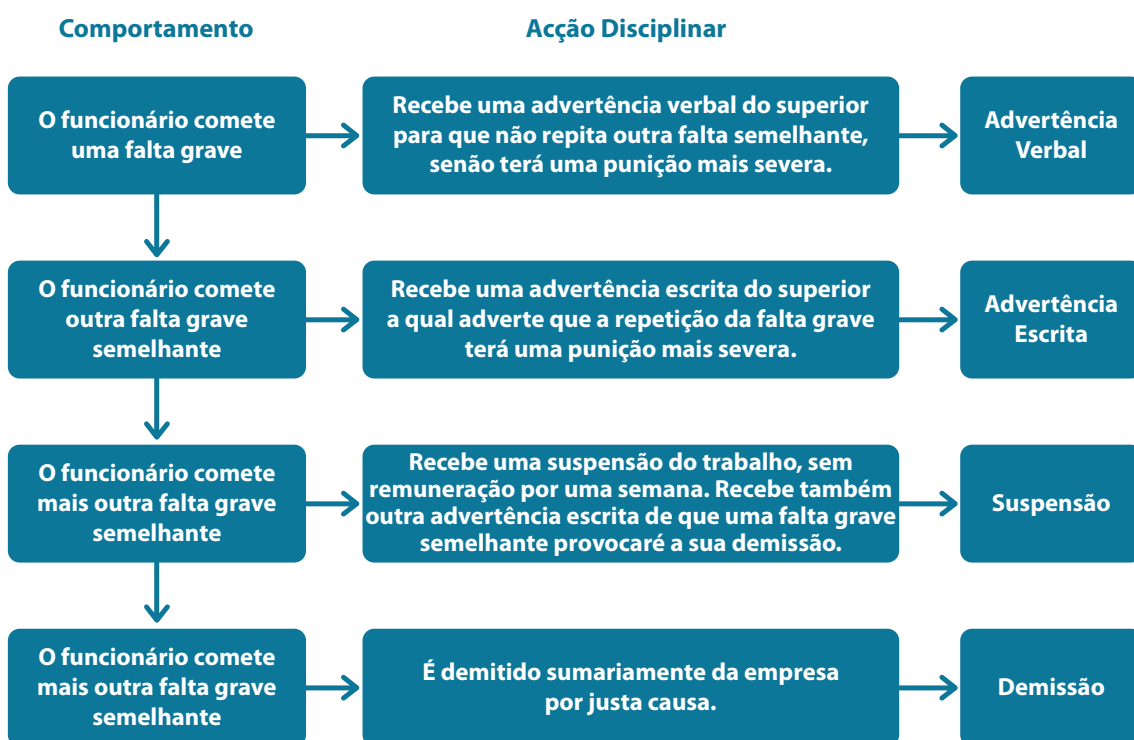 Comportamento
Acção Disciplinar
O funcionário comete
uma falta grave
Recebe uma advertência verbal do superior
para que não repita outra falta semelhante,
senão terá uma punição mais severa.
Advertência
Verbal
O funcionário comete
outra falta grave
semelhante
Recebe uma advertência escrita do superior
a qual adverte que a repetição da falta grave
terá uma punição mais severa.
Advertência
Escrita
O funcionário comete
mais outra falta grave
semelhante
Recebe uma suspensão do trabalho, sem
remuneração por uma semana. Recebe também
outra advertência escrita de que uma falta grave
semelhante provocaré a sua demissão.
Suspensão
O funcionário comete
mais outra falta grave
semelhante
É demitido sumariamente da empresa
por justa causa.
Demissão